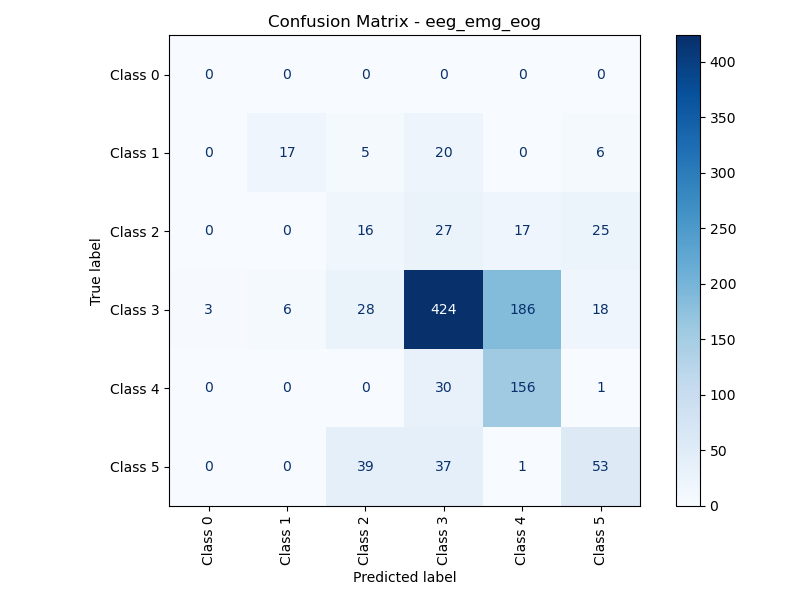 Confusion Matrix - eeg_emg_eog
Class 0 0 0 0 0 0 0
Class 1 0 17 5 20 0 6
Class 2 0 0 16 27 17 25
Class 3 3 6 28 424 186 18
Class 4 0 0 0 30 156 1
Class 5 0 0 39 37 1 53
True label
Class 0 Class 1 Class 2 Class 3 Class 4 Class 5
Predicted label
400
350
300
250
200
150
100
50
0